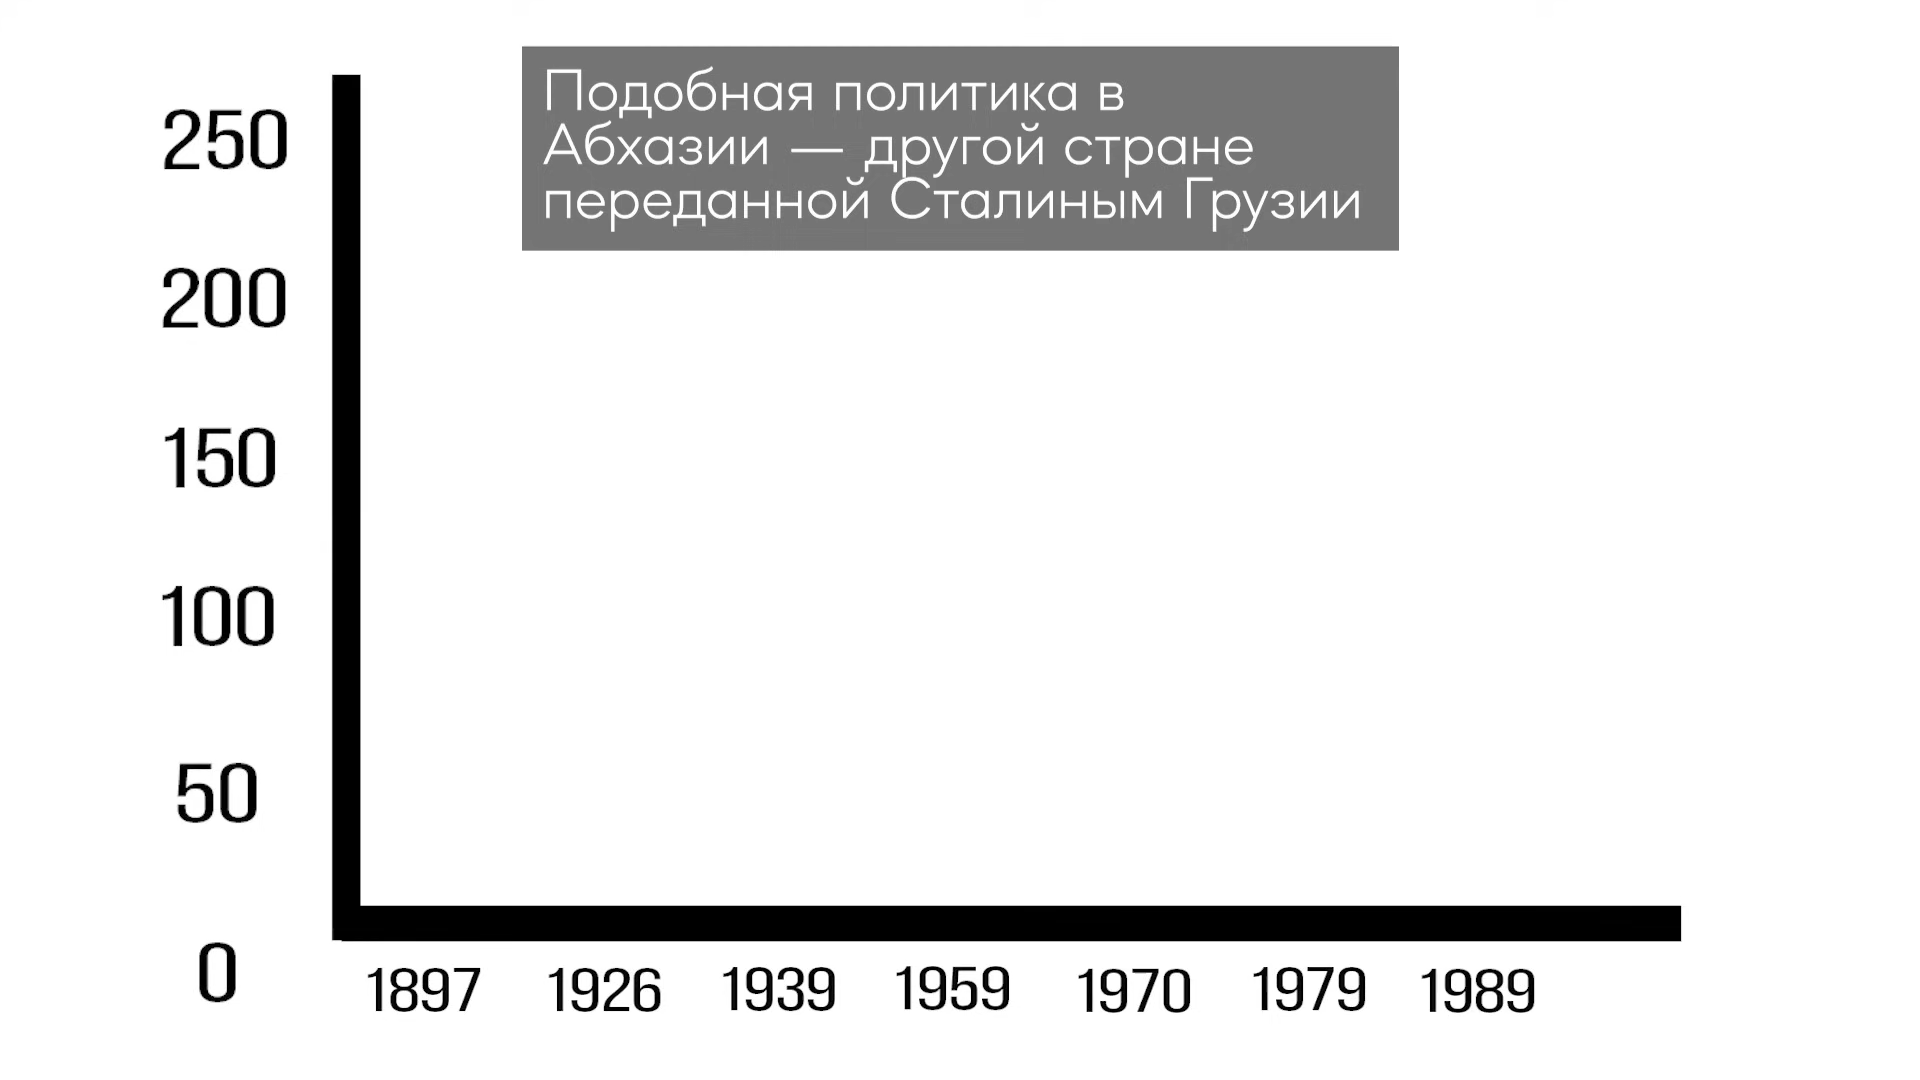 Подобная политика в
Абхазии — другой стране
переданной Сталиным Грузии
250
200
150
100
50
0
1897 1926 1939 1959 1970 1979 1989